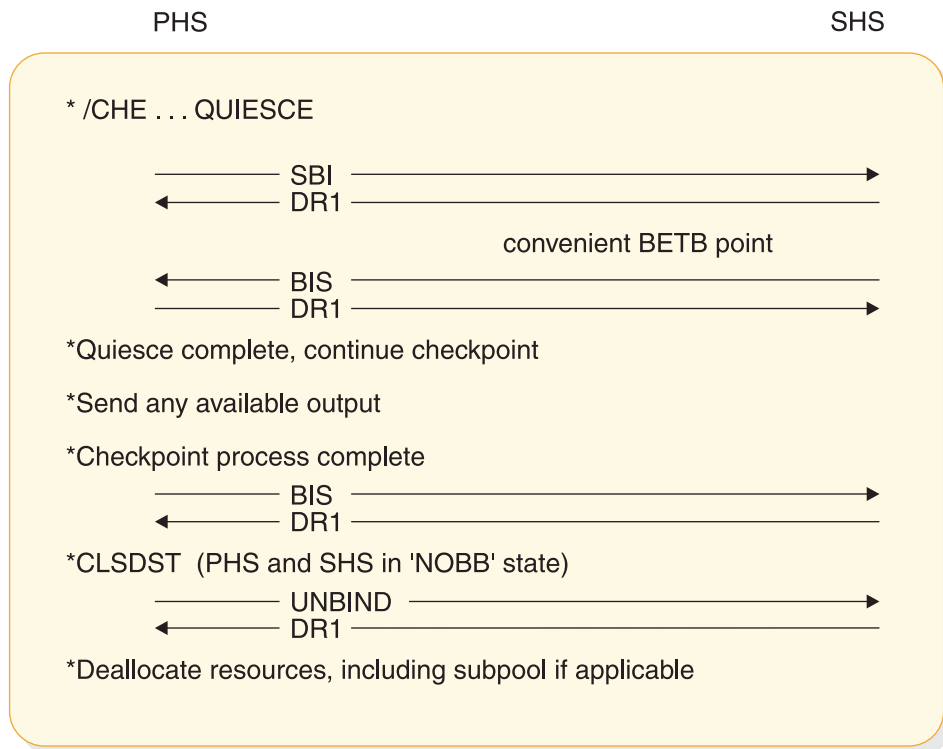 PHS SHS
* /CHE . . . QUIESCE
SBI
DR1
convenient BETB point
BIS
DR1
*Quiesce complete, continue checkpoint
*Send any available output
*Checkpoint process complete
BIS
DR1
*CLSDST (PHS and SHS in 'NOBB' state)
UNBIND
DR1
*Deallocate resources, including subpool if applicable